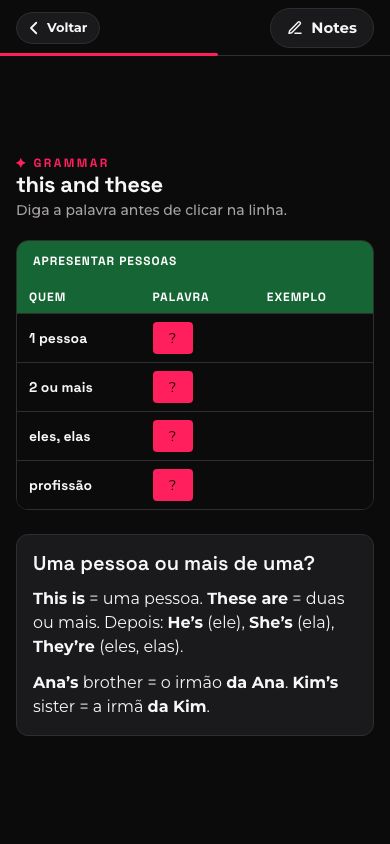 Voltar
Notes
GRAMMAR
this and these
Diga a palavra antes de clicar na linha.
APRESENTAR PESSOAS
QUEM PALAVRA EXEMPLO
1 pessoa ?
2 ou mais ?
eles, elas ?
profissão ?
Uma pessoa ou mais de uma?
This is = uma pessoa. These are = duas
ou mais. Depois: He’s (ele), She’s (ela),
They’re (eles, elas).
Ana’s brother = o irmão da Ana. Kim’s
sister = a irmã da Kim.